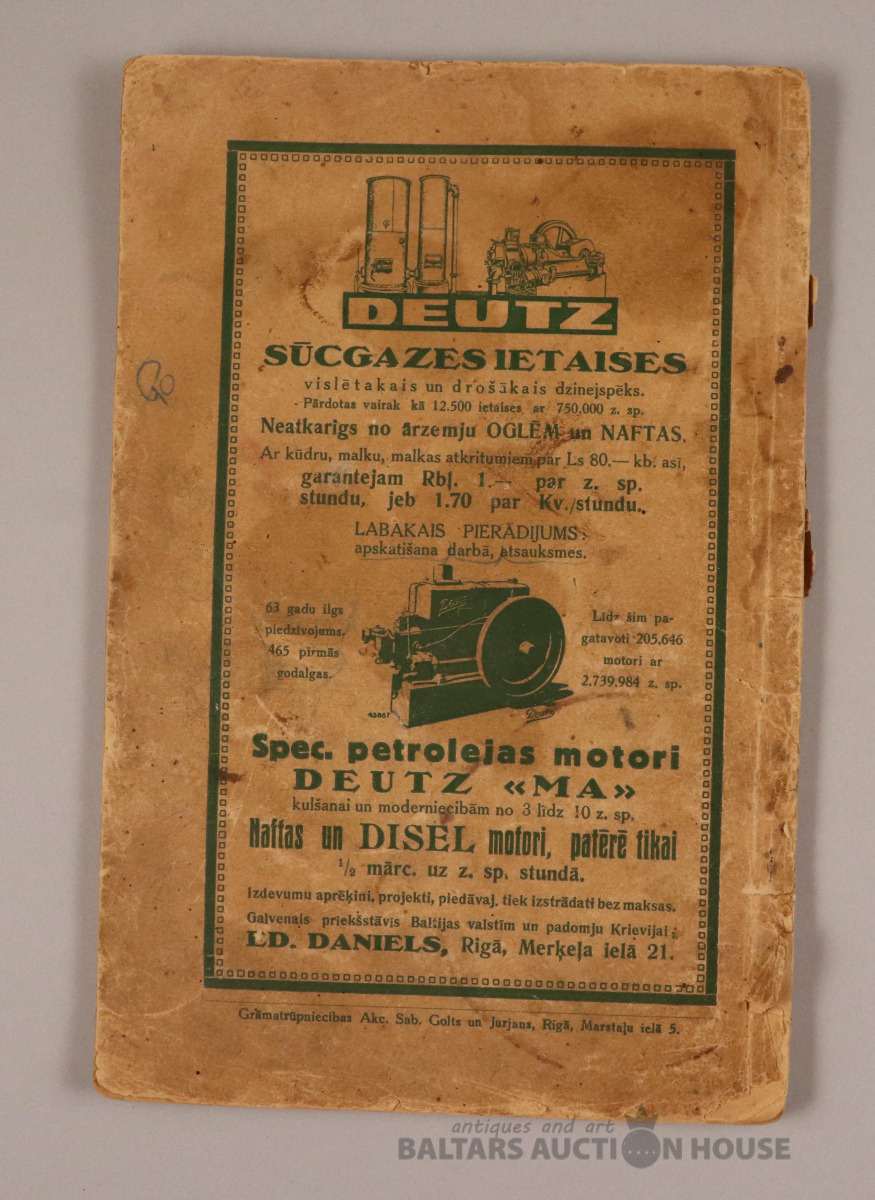 DEUTZ
SŪCGAZES IETAISES
vislētakais un drošākais dzinejspēks.
Pārdotas vairak kā 12.500 ietaises ar 750.000 z. sp.
Neatkarigs no ārzemju OGLĒM un NAFTAS.
Ar kūdru, malku, malkas atkritumiem par Ls 80.— kb. asi,
garantejam Rbļ. 1.— par z. sp.
stundu, jeb 1.70 par Kv./stundu.
LABAKAIS PIERĀDIJUMS:
apskatišana darbā, atsauksmes.
63 gadu ilgs
piedzivojums.
465 pirmās
godalgas.
Deutz
Līdz šim pa-
gatavoti 205.646
motori ar
2.739.984 z. sp.
Deutz
Spec. petrolejas motori
DEUTZ «MA»
kulšanai un moderniecibām no 3 līdz 10 z. sp.
Naftas un DISEL motori, patērē tikai
1/2 mārc. uz z. sp. stundā.
Izdevumu aprēķini, projekti, piedāvaj. tiek izstrādati bez maksas.
Galvenais priekšstāvis Baltijas valstīm un padomju Krievijai:
ED. DANIELS, Rigā, Merķeļa ielā 21.
Grāmatrūpniecibas Akc. Sab. Golts un Jurjans, Rigā, Marstaļu ielā 5.
antiques and art
BALTARS AUCTION HOUSE